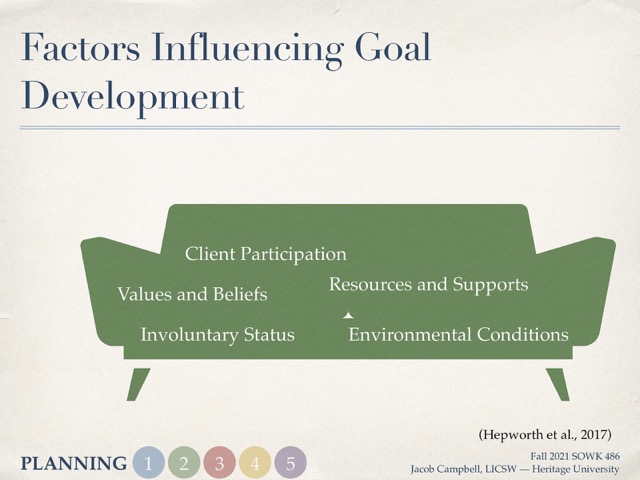 Factors Influencing Goal
Development
Client Participation
Resources and Supports
Values and Beliefs
Involuntary Status
Environmental Conditions
(Hepworth et al., 2017)
PLANNING 1 2 3 4 5
Fall 2021 SOWK 486
Jacob Campbell, LICSW — Heritage University